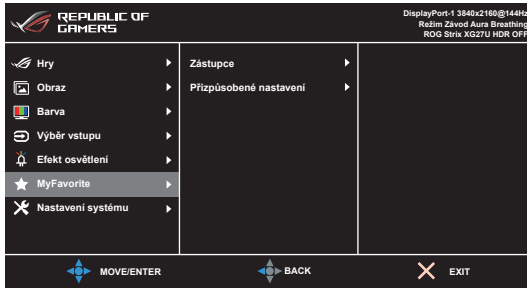 REPUBLIC OF
GAMERS
DisplayPort-1 3840x2160@144Hz
Režim Závod Aura Breathing
ROG Strix XG27U HDR OFF
Hry
Obraz
Barva
Výběr vstupu
Efekt osvětlení
MyFavorite
Nastavení systému
Zástupce
Přizpůsobené nastavení
MOVE/ENTER
BACK
EXIT